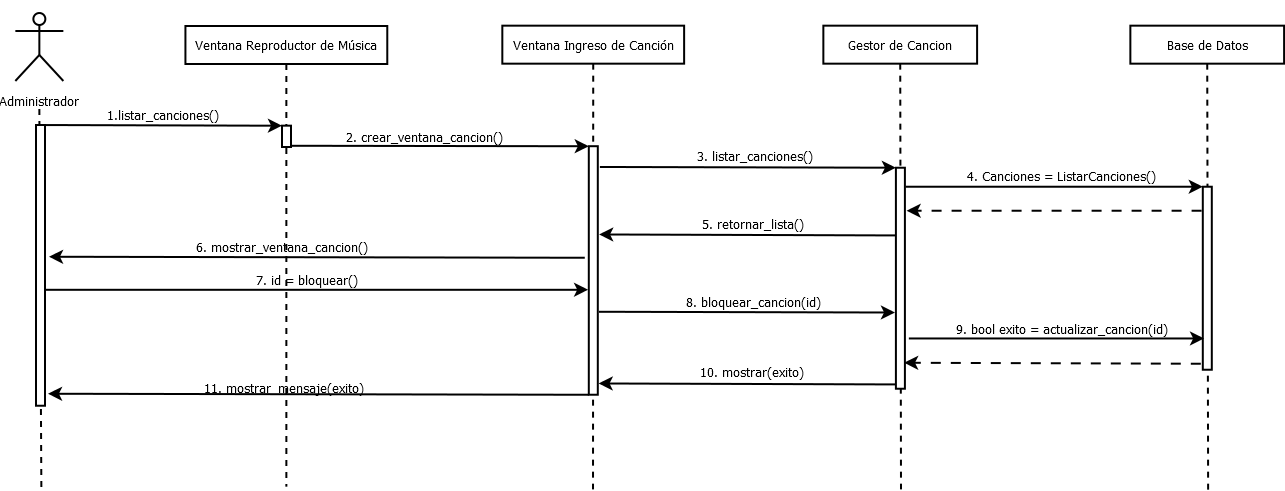 Ventana Reproductor de Música
Ventana Ingreso de Canción
Gestor de Cancion
Base de Datos
Administrador
1.listar_canciones()
2. crear_ventana_cancion()
3. listar_canciones()
4. Canciones = ListarCanciones()
5. retornar_lista()
6. mostrar_ventana_cancion()
7. id = bloquear()
8. bloquear_cancion(id)
9. bool exito = actualizar_cancion(id)
10. mostrar(exito)
11. mostrar_mensaje(exito)